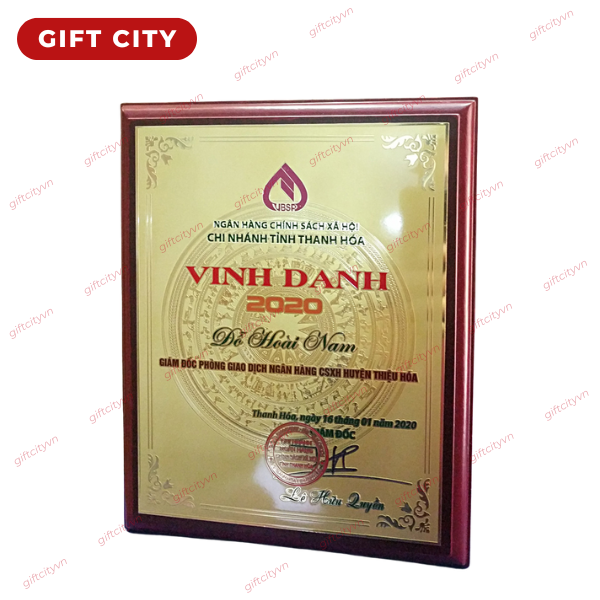 GIFT CITY
VBSP
NGÂN HÀNG CHÍNH SÁCH XÃ HỘI
CHI NHÁNH TỈNH THANH HÓA
VINH DANH
2020
Đỗ Hoài Nam
GIÁM ĐỐC PHÒNG GIAO DỊCH NGÂN HÀNG CSXH HUYỆN THIỆU HÓA
Thanh Hóa, ngày 16 tháng 01 năm 2020
GIÁM ĐỐC
Lê Hữu Quyền
giftcityvn